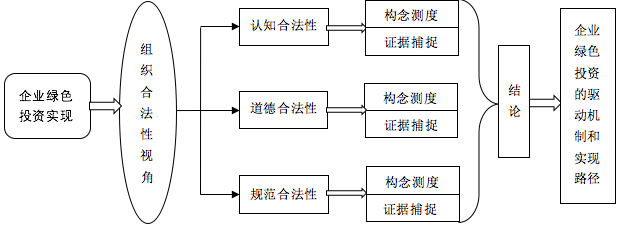 企业绿色
投资实现
组织合法性视角
认知合法性
构念测度
证据捕捉
道德合法性
构念测度
证据捕捉
规范合法性
构念测度
证据捕捉
结论
企业
绿色
投资
的驱
动机
制和
实现
路径